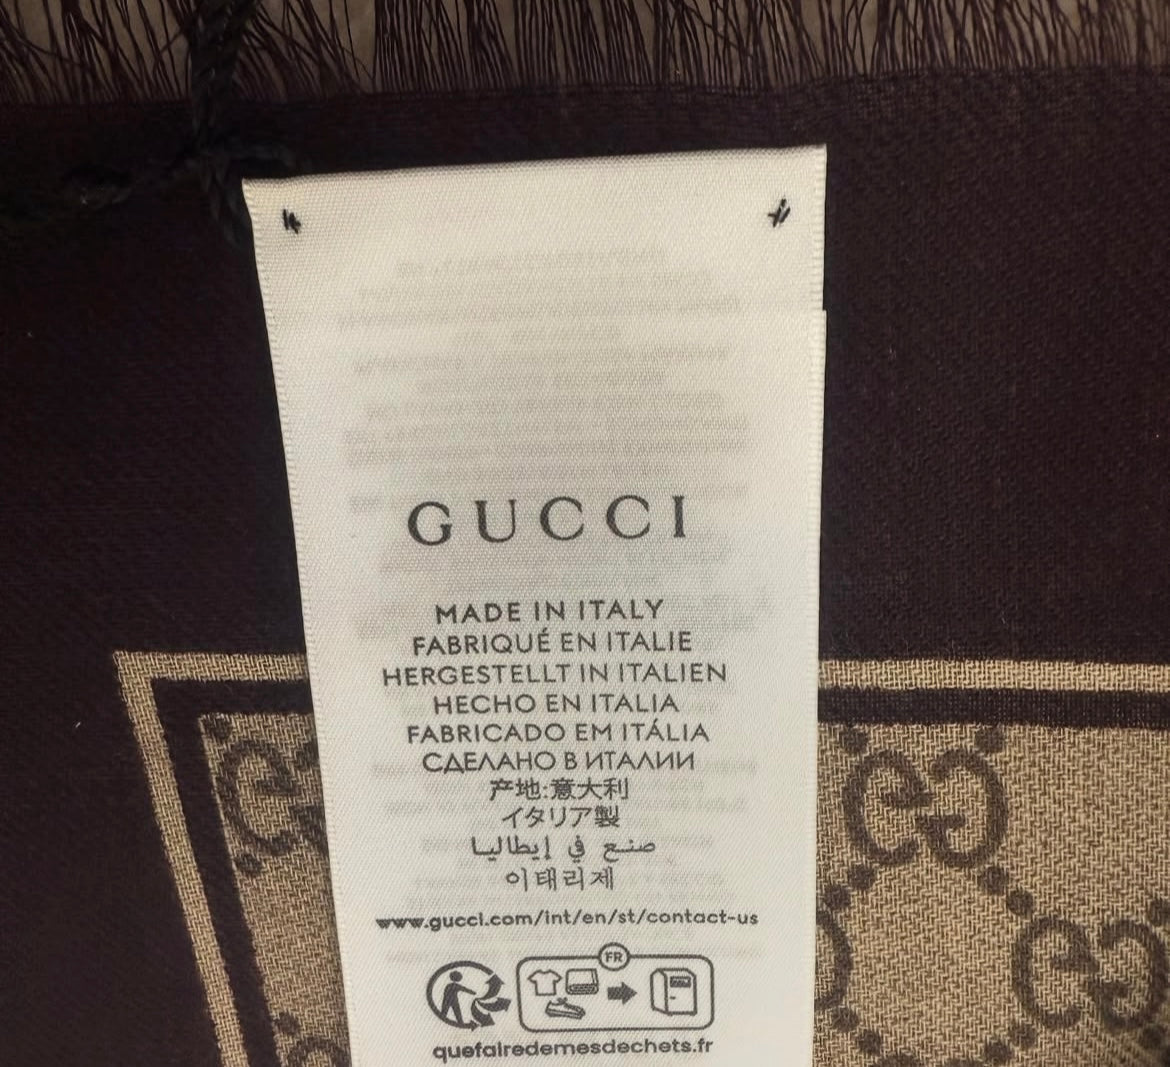 GUCCI
MADE IN ITALY
FABRIQUÉ EN ITALIE
HERGESTELLT IN ITALIEN
HECHO EN ITALIA
FABRICADO EM ITÁLIA
СДЕЛАНО В ИТАЛИИ
产地:意大利
イタリア製
صنع في إيطاليا
이태리제
www.gucci.com/int/en/st/contact-us
FR
quefairedemesdechets.fr